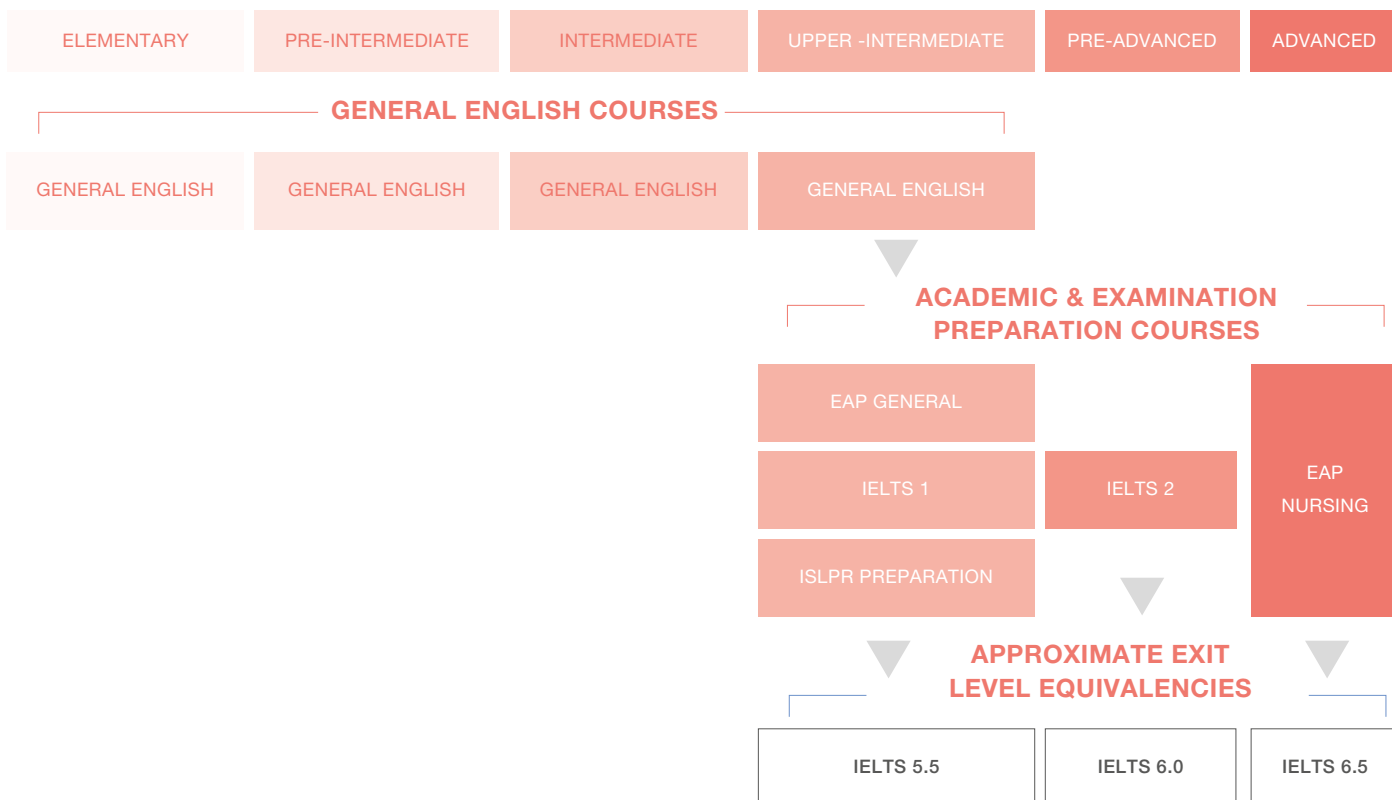 ELEMENTARY
PRE-INTERMEDIATE
INTERMEDIATE
UPPER -INTERMEDIATE
PRE-ADVANCED
ADVANCED
GENERAL ENGLISH COURSES
GENERAL ENGLISH
GENERAL ENGLISH
GENERAL ENGLISH
GENERAL ENGLISH
ACADEMIC & EXAMINATION
PREPARATION COURSES
EAP GENERAL
IELTS 1
ISLPR PREPARATION
IELTS 2
EAP
NURSING
APPROXIMATE EXIT
LEVEL EQUIVALENCIES
IELTS 5.5
IELTS 6.0
IELTS 6.5